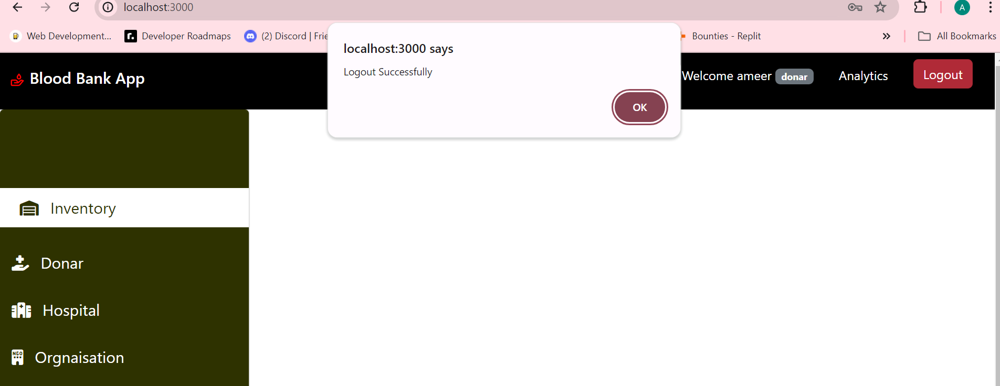 localhost:3000
A
Web Development...
Developer Roadmaps
(2) Discord | Frie
Bounties - Replit
All Bookmarks
localhost:3000 says
Logout Successfully
OK
Blood Bank App
Welcome ameer donar
Analytics
Logout
Inventory
Donar
Hospital
NGO
Orgnaisation